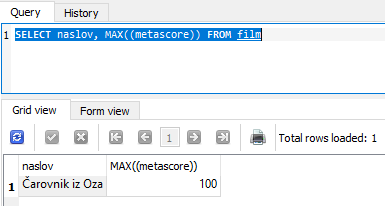 Query History
1 SELECT naslov, MAX((metascore)) FROM film
Grid view Form view
1 Total rows loaded: 1
naslov MAX((metascore))
1 Čarovnik iz Oza 100